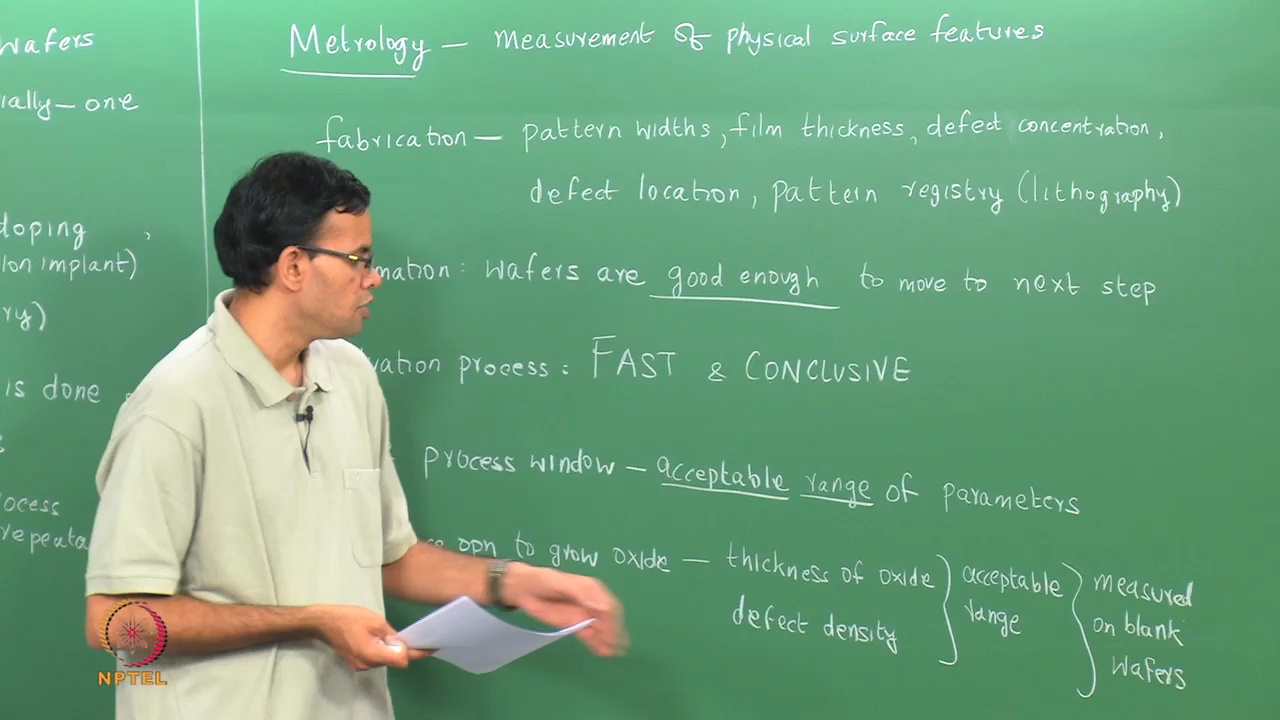 Wafers
ially - one
doping,
ion implant)
ry)
is done
ocess
repeata
Metrology - measurement of physical surface features
fabrication - pattern widths, film thickness, defect concentration,
defect location, pattern registry (lithography)
mation: wafers are good enough to move to next step
vation process: FAST & CONCLUSIVE
process window - acceptable range of parameters
opn to grow oxide - thickness of oxide } acceptable } measured
defect density range on blank
wafers
NPTEL